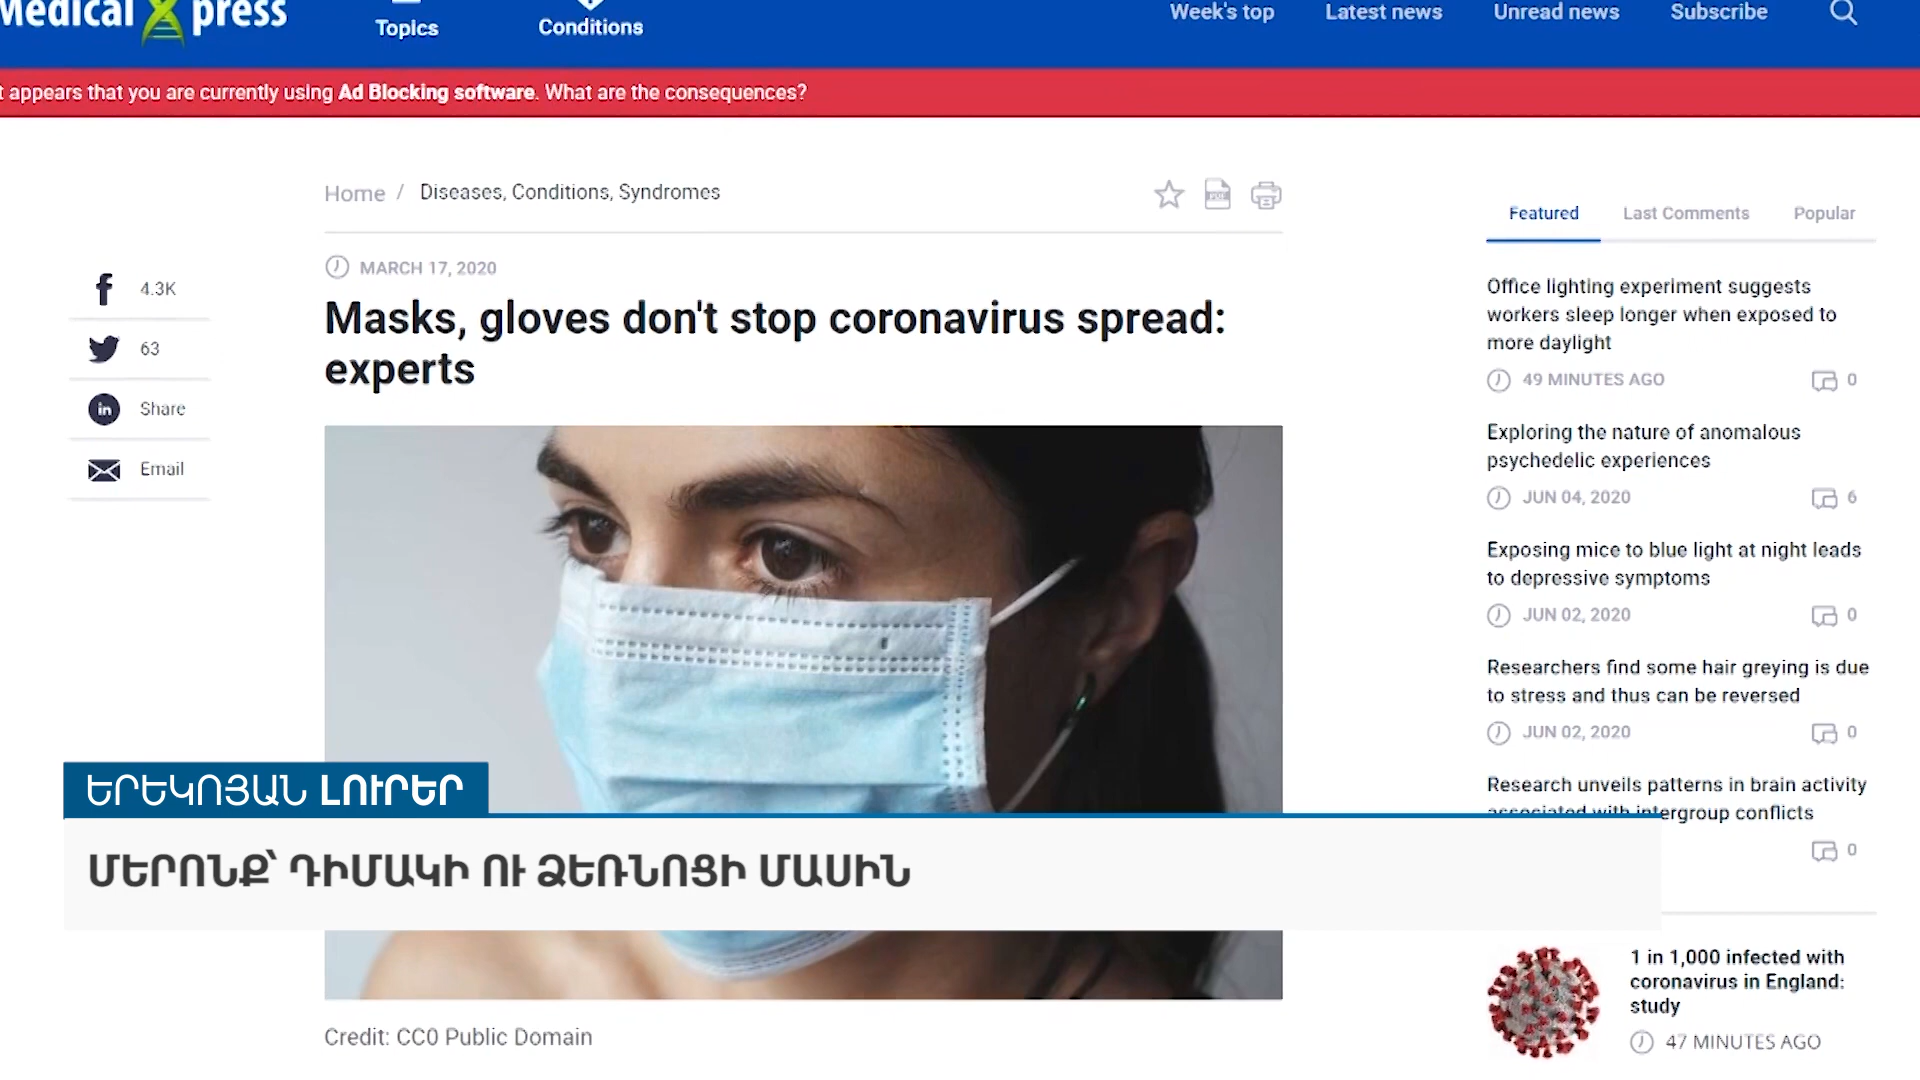 Medical Xpress
Topics
Conditions
Week's top
Latest news
Unread news
Subscribe
t appears that you are currently using Ad Blocking software. What are the consequences?
Home / Diseases, Conditions, Syndromes
PDF
MARCH 17, 2020
Masks, gloves don't stop coronavirus spread:
experts
4.3K
63
in Share
Email
Credit: CC0 Public Domain
Featured
Last Comments
Popular
Office lighting experiment suggests
workers sleep longer when exposed to
more daylight
49 MINUTES AGO 0
Exploring the nature of anomalous
psychedelic experiences
JUN 04, 2020 6
Exposing mice to blue light at night leads
to depressive symptoms
JUN 02, 2020 0
Researchers find some hair greying is due
to stress and thus can be reversed
JUN 02, 2020 0
Research unveils patterns in brain activity
associated with intergroup conflicts
0
1 in 1,000 infected with
coronavirus in England:
study
47 MINUTES AGO
ԵՐԵԿՈՅԱՆ ԼՈՒՐԵՐ
ՄԵՐՈՆՔ՝ ԴԻՄԱԿԻ ՈՒ ՁԵՌՆՈՑԻ ՄԱՍԻՆ